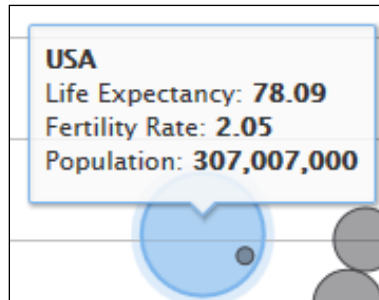 USA
Life Expectancy: 78.09
Fertility Rate: 2.05
Population: 307,007,000